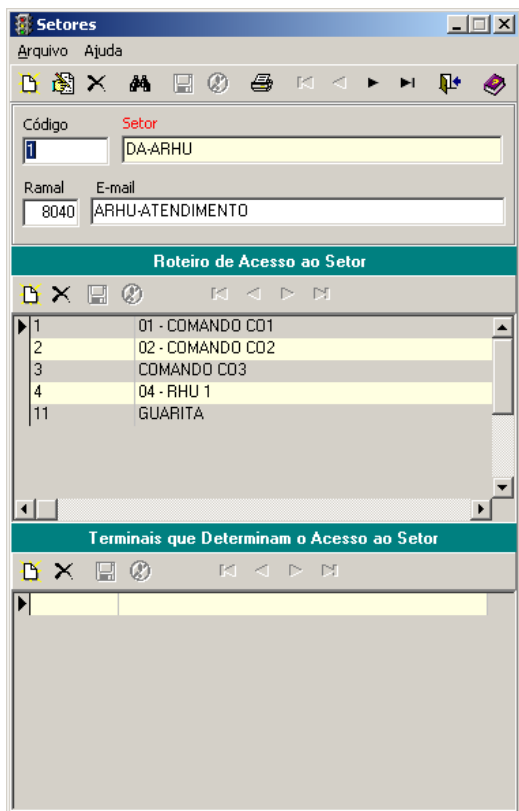 Setores
Arquivo Ajuda
Código Setor
1 DA-ARHU
Ramal E-mail
8040 ARHU-ATENDIMENTO
Roteiro de Acesso ao Setor
1 01 - COMANDO CO1
2 02 - COMANDO CO2
3 COMANDO CO3
4 04 - RHU 1
11 GUARITA
Terminais que Determinam o Acesso ao Setor